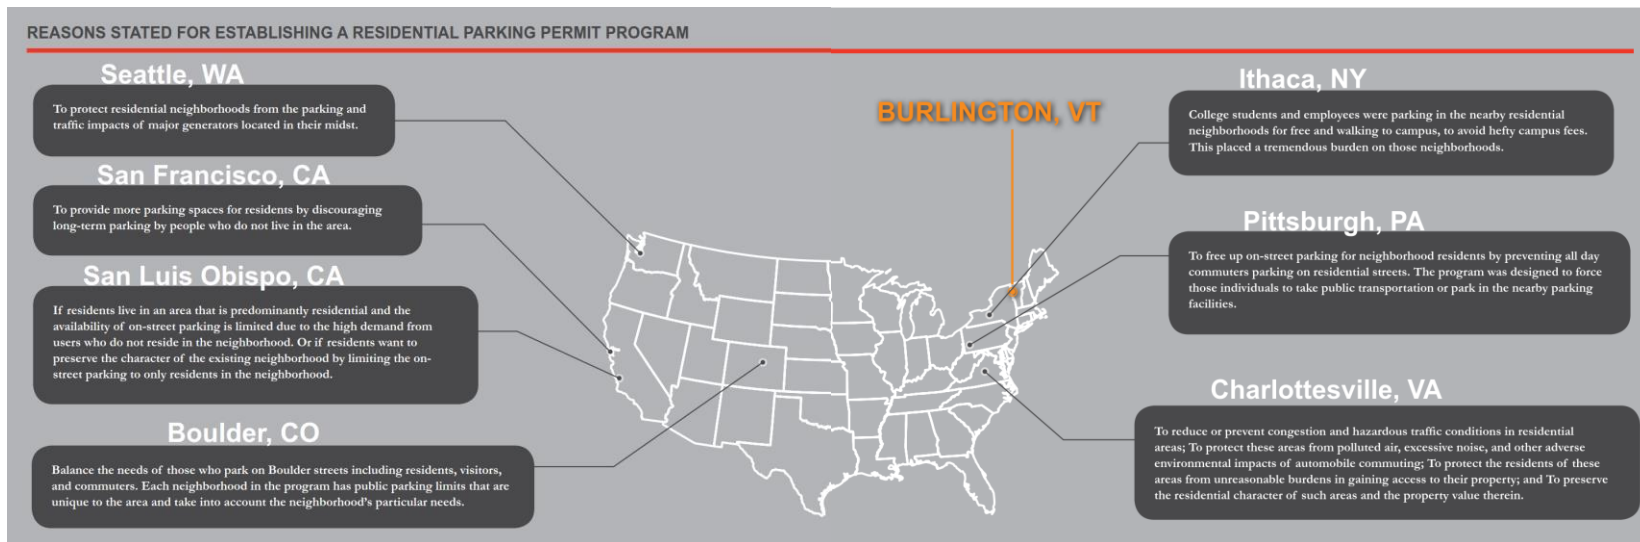 REASONS STATED FOR ESTABLISHING A RESIDENTIAL PARKING PERMIT PROGRAM
Seattle, WA
To protect residential neighborhoods from the parking and
traffic impacts of major generators located in their midst.
San Francisco, CA
To provide more parking spaces for residents by discouraging
long-term parking by people who do not live in the area.
San Luis Obispo, CA
If residents live in an area that is predominantly residential and the
availability of on-street parking is limited due to the high demand from
users who do not reside in the neighborhood. Or if residents want to
preserve the character of the existing neighborhood by limiting the on-
street parking to only residents in the neighborhood.
Boulder, CO
Balance the needs of those who park on Boulder streets including residents, visitors,
and commuters. Each neighborhood in the program has public parking limits that are
unique to the area and take into account the neighborhood's particular needs.
BURLINGTON, VT
Ithaca, NY
College students and employees were parking in the nearby residential
neighborhoods for free and walking to campus, to avoid hefty campus fees.
This placed a tremendous burden on those neighborhoods.
Pittsburgh, PA
To free up on-street parking for neighborhood residents by preventing all day
commuters parking on residential streets. The program was designed to force
those individuals to take public transportation or park in the nearby parking
facilities.
Charlottesville, VA
To reduce or prevent congestion and hazardous traffic conditions in residential
areas; To protect these areas from polluted air, excessive noise, and other adverse
environmental impacts of automobile commuting; To protect the residents of these
areas from unreasonable burdens in gaining access to their property; and To preserve
the residential character of such areas and the property value therein.